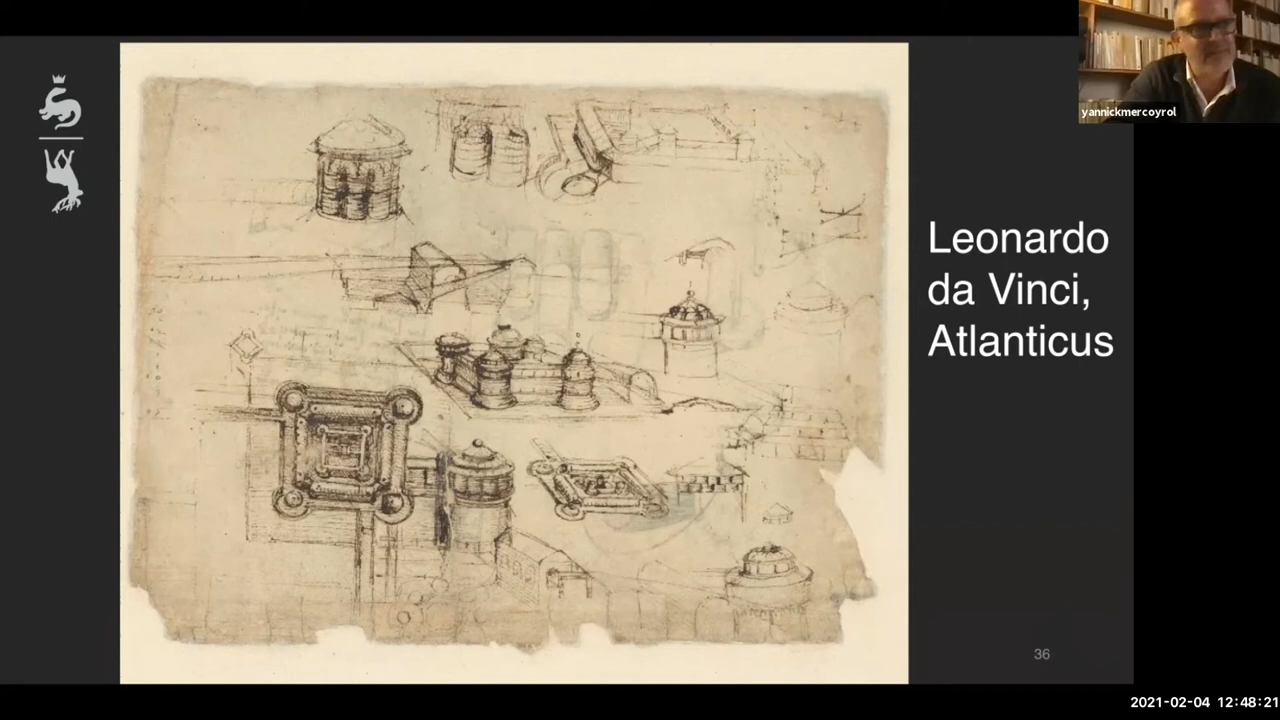 yannickmercoyrol
Leonardo
da Vinci,
Atlanticus
36
2021-02-04 12:48:21